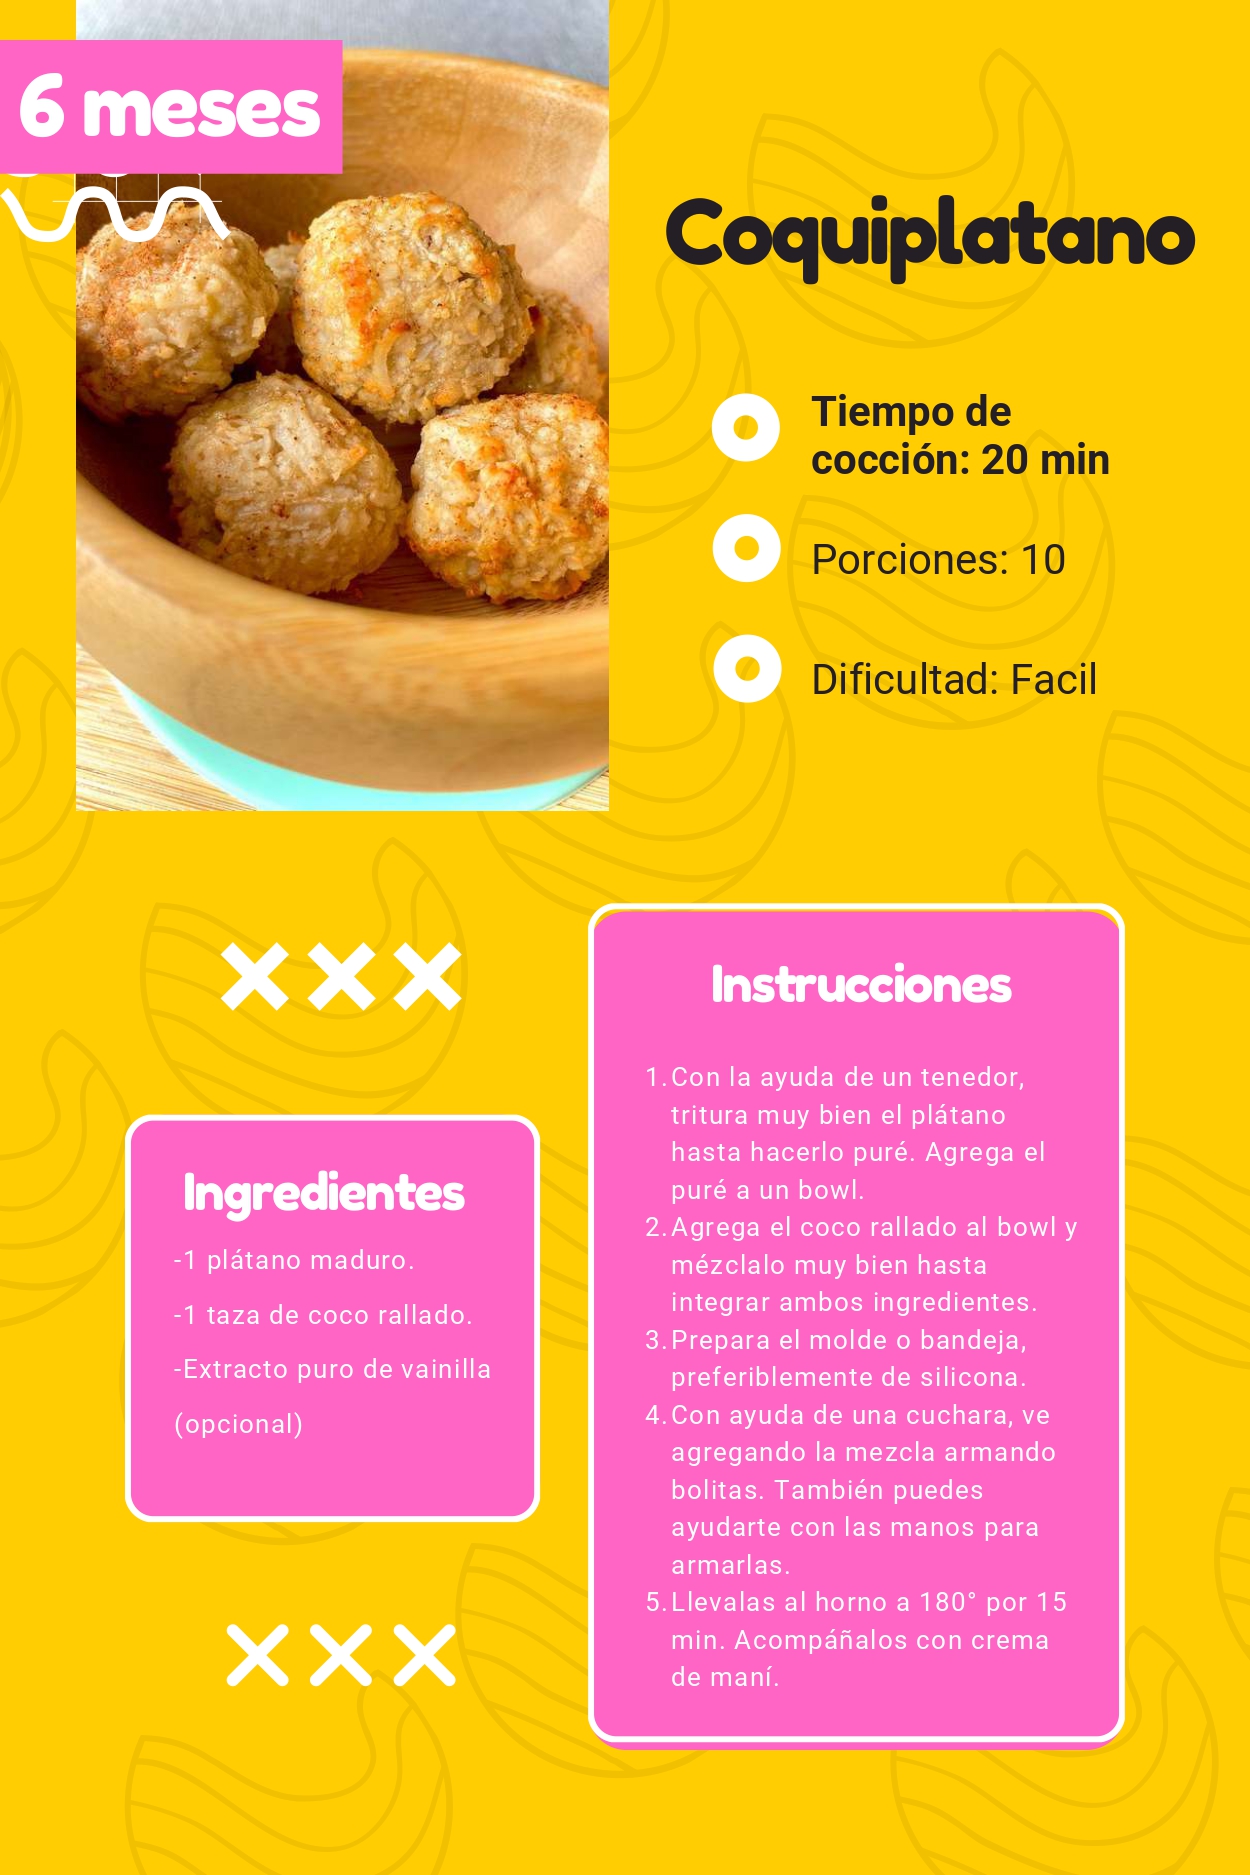 6 meses
Coquiplatano
Tiempo de
cocción: 20 min
Porciones: 10
Dificultad: Facil
Ingredientes
-1 plátano maduro.
-1 taza de coco rallado.
-Extracto puro de vainilla
(opcional)
Instrucciones
1. Con la ayuda de un tenedor,
tritura muy bien el plátano
hasta hacerlo puré. Agrega el
puré a un bowl.
2. Agrega el coco rallado al bowl y
mézclalo muy bien hasta
integrar ambos ingredientes.
3. Prepara el molde o bandeja,
preferiblemente de silicona.
4. Con ayuda de una cuchara, ve
agregando la mezcla armando
bolitas. También puedes
ayudarte con las manos para
armarlas.
5. Llevalas al horno a 180° por 15
min. Acompáñalos con crema
de maní.